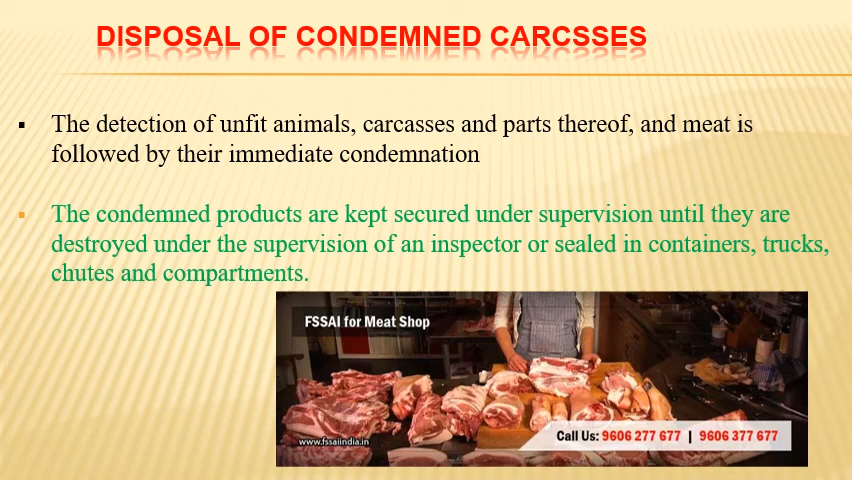 DISPOSAL OF CONDEMNED CARCSSES
▪ The detection of unfit animals, carcasses and parts thereof, and meat is
followed by their immediate condemnation
▪ The condemned products are kept secured under supervision until they are
destroyed under the supervision of an inspector or sealed in containers, trucks,
chutes and compartments.
FSSAI for Meat Shop
Call Us: 9606 277 677 | 9606 377 677
www.fssaiindia.in